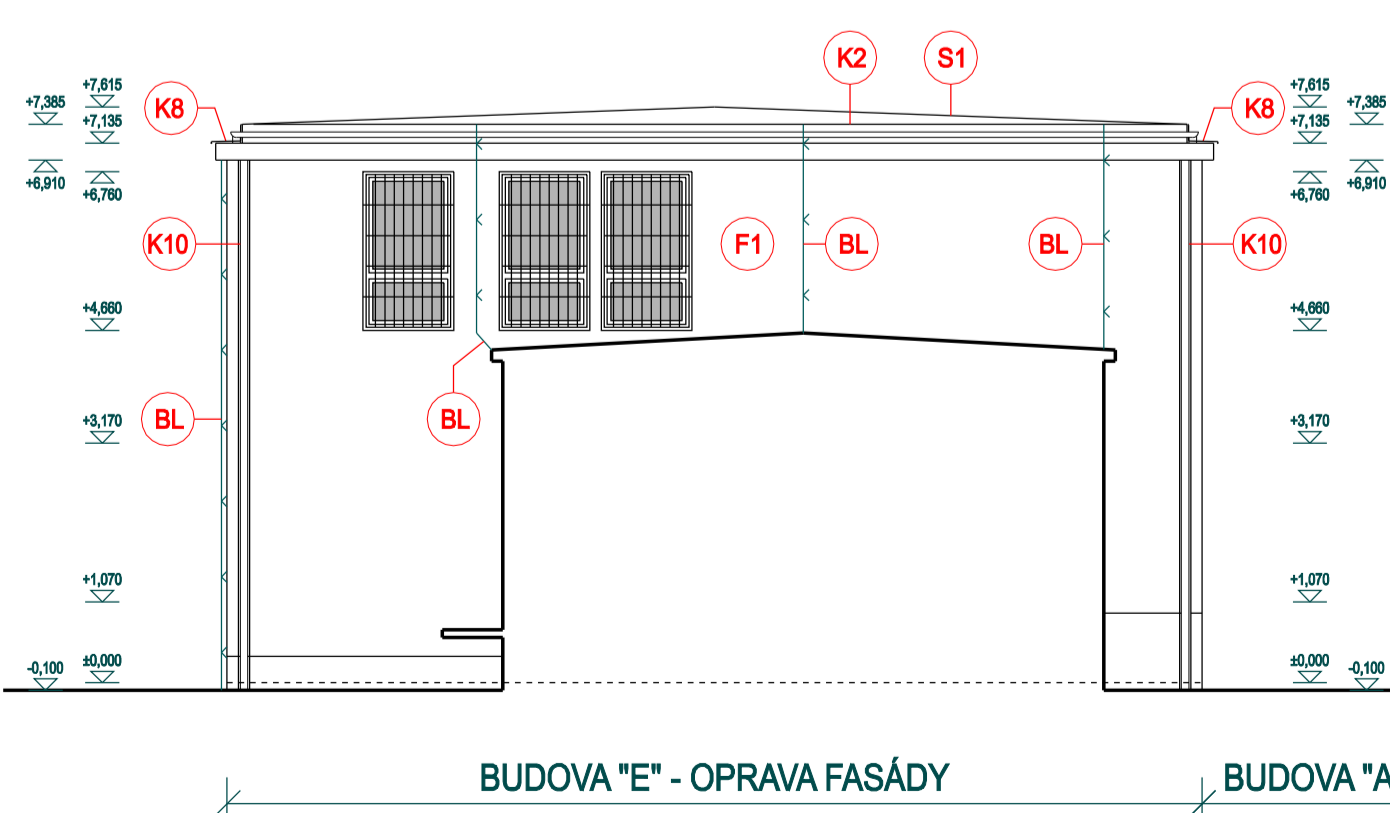 K2 S1
+7,615 +7,615
+7,385 K8 K8 +7,385
+7,135 +7,135
+6,910 +6,760 +6,760 +6,910
K10 F1 BL BL K10
+4,660 +4,660
BL BL
+3,170 +3,170
+1,070 +1,070
-0,100 ±0,000 ±0,000 -0,100
BUDOVA "E" - OPRAVA FASÁDY BUDOVA "A